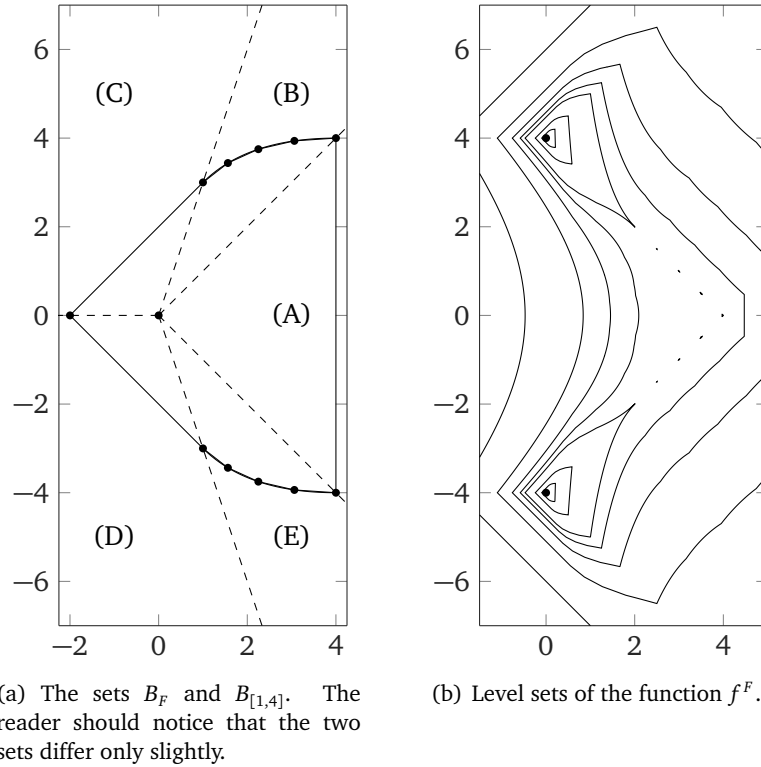 6
4
2
0
−2
−4
−6
−2 0 2 4
(C)
(B)
(A)
(D)
(E)
6
4
2
0
−2
−4
−6
0 2 4
(a) The sets B_F and B_[1,4]. The
reader should notice that the two
sets differ only slightly.
(b) Level sets of the function f^F.